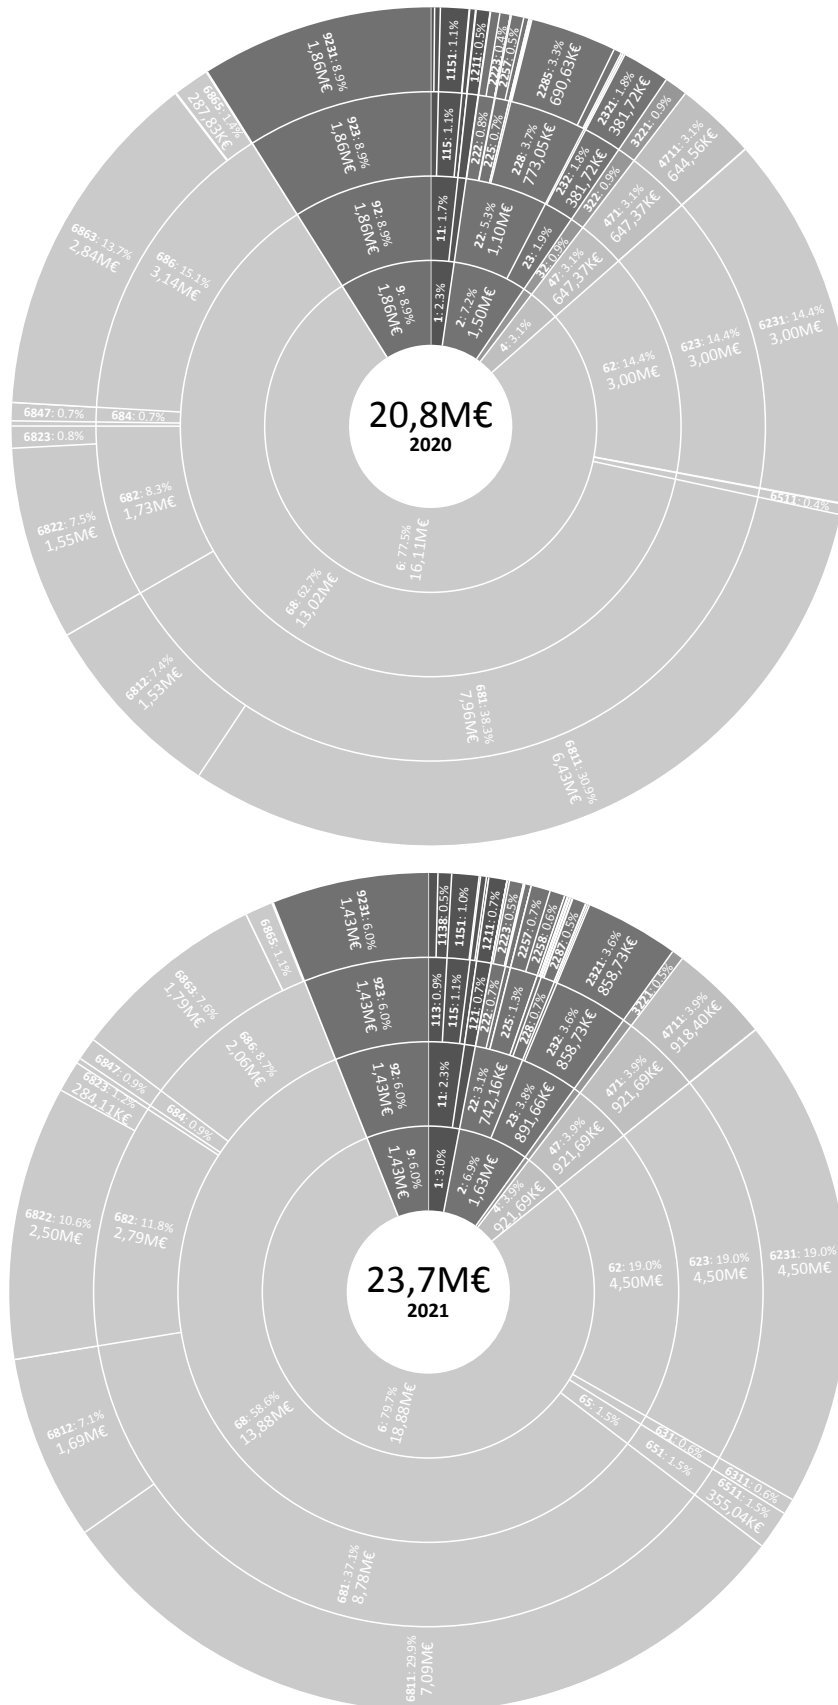 9231: 8.9%
1,86M€
1151: 1.1%
1211: 0.5%
2223: 0.4%
2257: 0.5%
2285: 3.3%
690,63K€
2321: 1.8%
381,72K€
3221: 0.9%
4711: 3.1%
644,56K€
6231: 14.4%
3,00M€
6511: 0.4%
6811: 30.9%
6,43M€
6812: 7.4%
1,53M€
6822: 7.5%
1,55M€
6823: 0.8%
6847: 0.7%
6863: 13.7%
2,84M€
6865: 1.4%
287,83K€
923: 8.9%
1,86M€
115: 1.1%
222: 0.8%
225: 0.7%
228: 3.7%
773,05K€
232: 1.8%
381,72K€
322: 0.9%
471: 3.1%
647,37K€
623: 14.4%
3,00M€
681: 38.3%
7,96M€
682: 8.3%
1,73M€
684: 0.7%
686: 15.1%
3,14M€
92: 8.9%
1,86M€
11: 1.7%
22: 5.3%
1,10M€
23: 1.9%
32: 0.9%
47: 3.1%
647,37K€
62: 14.4%
3,00M€
68: 62.7%
13,02M€
9: 8.9%
1,86M€
1: 2.3%
2: 7.2%
1,50M€
4: 3.1%
6: 77.5%
16,11M€
20,8M€
2020
9231: 6.0%
1,43M€
1138: 0.5%
1151: 1.0%
1211: 0.7%
2223: 0.5%
2257: 0.7%
2258: 0.6%
2287: 0.5%
2321: 3.6%
858,73K€
3221: 0.5%
4711: 3.9%
918,40K€
6231: 19.0%
4,50M€
6311: 0.6%
6511: 1.5%
355,04K€
6811: 29.9%
7,09M€
6812: 7.1%
1,69M€
6822: 10.6%
2,50M€
6823: 1.2%
284,11K€
6847: 0.9%
6863: 7.6%
1,79M€
6865: 1.1%
923: 6.0%
1,43M€
113: 0.9%
115: 1.1%
121: 0.7%
222: 0.7%
225: 1.3%
228: 0.7%
232: 3.6%
858,73K€
471: 3.9%
921,69K€
623: 19.0%
4,50M€
631: 0.6%
651: 1.5%
681: 37.1%
8,78M€
682: 11.8%
2,79M€
684: 0.9%
686: 8.7%
2,06M€
92: 6.0%
1,43M€
11: 2.3%
22: 3.1%
742,16K€
23: 3.8%
891,66K€
47: 3.9%
921,69K€
62: 19.0%
4,50M€
65: 1.5%
68: 58.6%
13,88M€
9: 6.0%
1,43M€
1: 3.0%
2: 6.9%
1,63M€
4: 3.9%
921,69K€
6: 79.7%
18,88M€
23,7M€
2021